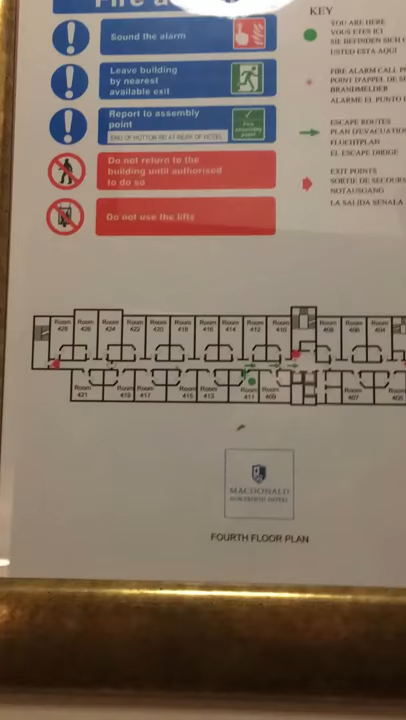 Fire
Sound the alarm
Leave building
by nearest
available exit
Report to assembly
point
Do not return to the
building until authorised
to do so
Do not use the lifts
KEY
YOU ARE HERE
VOUS ETES ICI
SIE BEFINDEN SICH
USTED ESTA AQUI
FIRE ALARM CALL
POINT D'APPEL DE
BRANDMELDER
ALARME EL PUNTO
ESCAPE ROUTES
PLAN D'EVACUATION
FLUCHTPLAN
EL ESCAPE DIRIGE
EXIT POINTS
SORTIE DE SECOURS
NOTAUSGANG
LA SALIDA SENALA
Room 428 Room 426 Room 424 Room 422 Room 420 Room 418 Room 416 Room 414 Room 412 Room 410 Room 408 Room 406 Room 404
Room 421 Room 419 Room 417 Room 415 Room 413 Room 411 Room 409 Room 407 Room 405
MACDONALD
FOURTH FLOOR PLAN